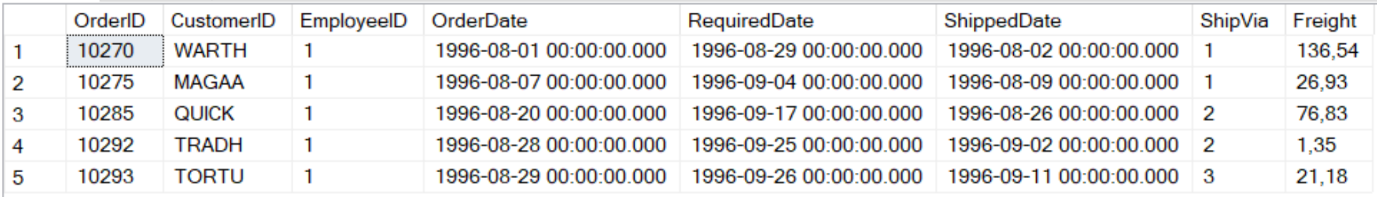 OrderID CustomerID EmployeeID OrderDate RequiredDate ShippedDate ShipVia Freight
1 10270 WARTH 1 1996-08-01 00:00:00.000 1996-08-29 00:00:00.000 1996-08-02 00:00:00.000 1 136,54
2 10275 MAGAA 1 1996-08-07 00:00:00.000 1996-09-04 00:00:00.000 1996-08-09 00:00:00.000 1 26,93
3 10285 QUICK 1 1996-08-20 00:00:00.000 1996-09-17 00:00:00.000 1996-08-26 00:00:00.000 2 76,83
4 10292 TRADH 1 1996-08-28 00:00:00.000 1996-09-25 00:00:00.000 1996-09-02 00:00:00.000 2 1,35
5 10293 TORTU 1 1996-08-29 00:00:00.000 1996-09-26 00:00:00.000 1996-09-11 00:00:00.000 3 21,18